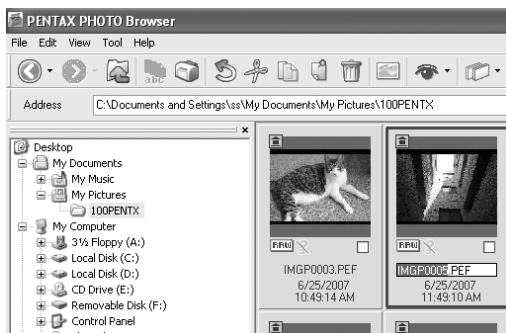 PENTAX PHOTO Browser
File Edit View Tool Help
abc
Address C:\Documents and Settings\ss\My Documents\My Pictures\100PENTX
x
Desktop
My Documents
My Music
My Pictures
100PENTX
My Computer
3½ Floppy (A:)
Local Disk (C:)
Local Disk (D:)
CD Drive (E:)
Removable Disk (F:)
Control Panel
RAW RAW
IMGP0003.PEF IMGP0005.PEF
6/25/2007 6/25/2007
10:49:14 AM 11:49:10 AM